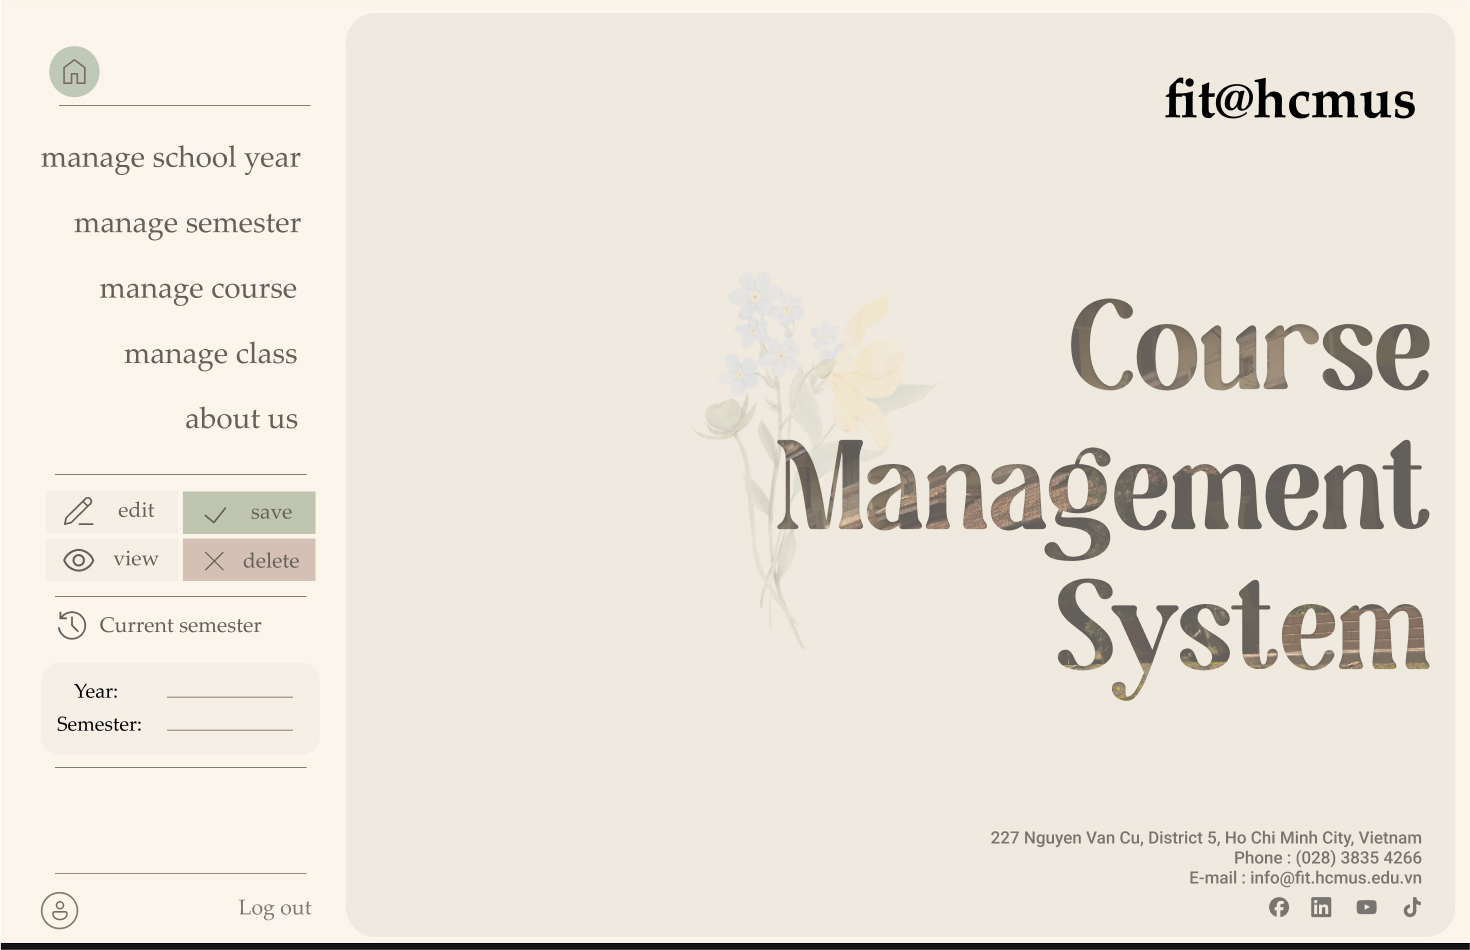 manage school year
manage semester
manage course
manage class
about us
edit
save
view
delete
Current semester
Year:
Semester:
Log out
fit@hcmus
Course
Management
System
227 Nguyen Van Cu, District 5, Ho Chi Minh City, Vietnam
Phone : (028) 3835 4266
E-mail : info@fit.hcmus.edu.vn